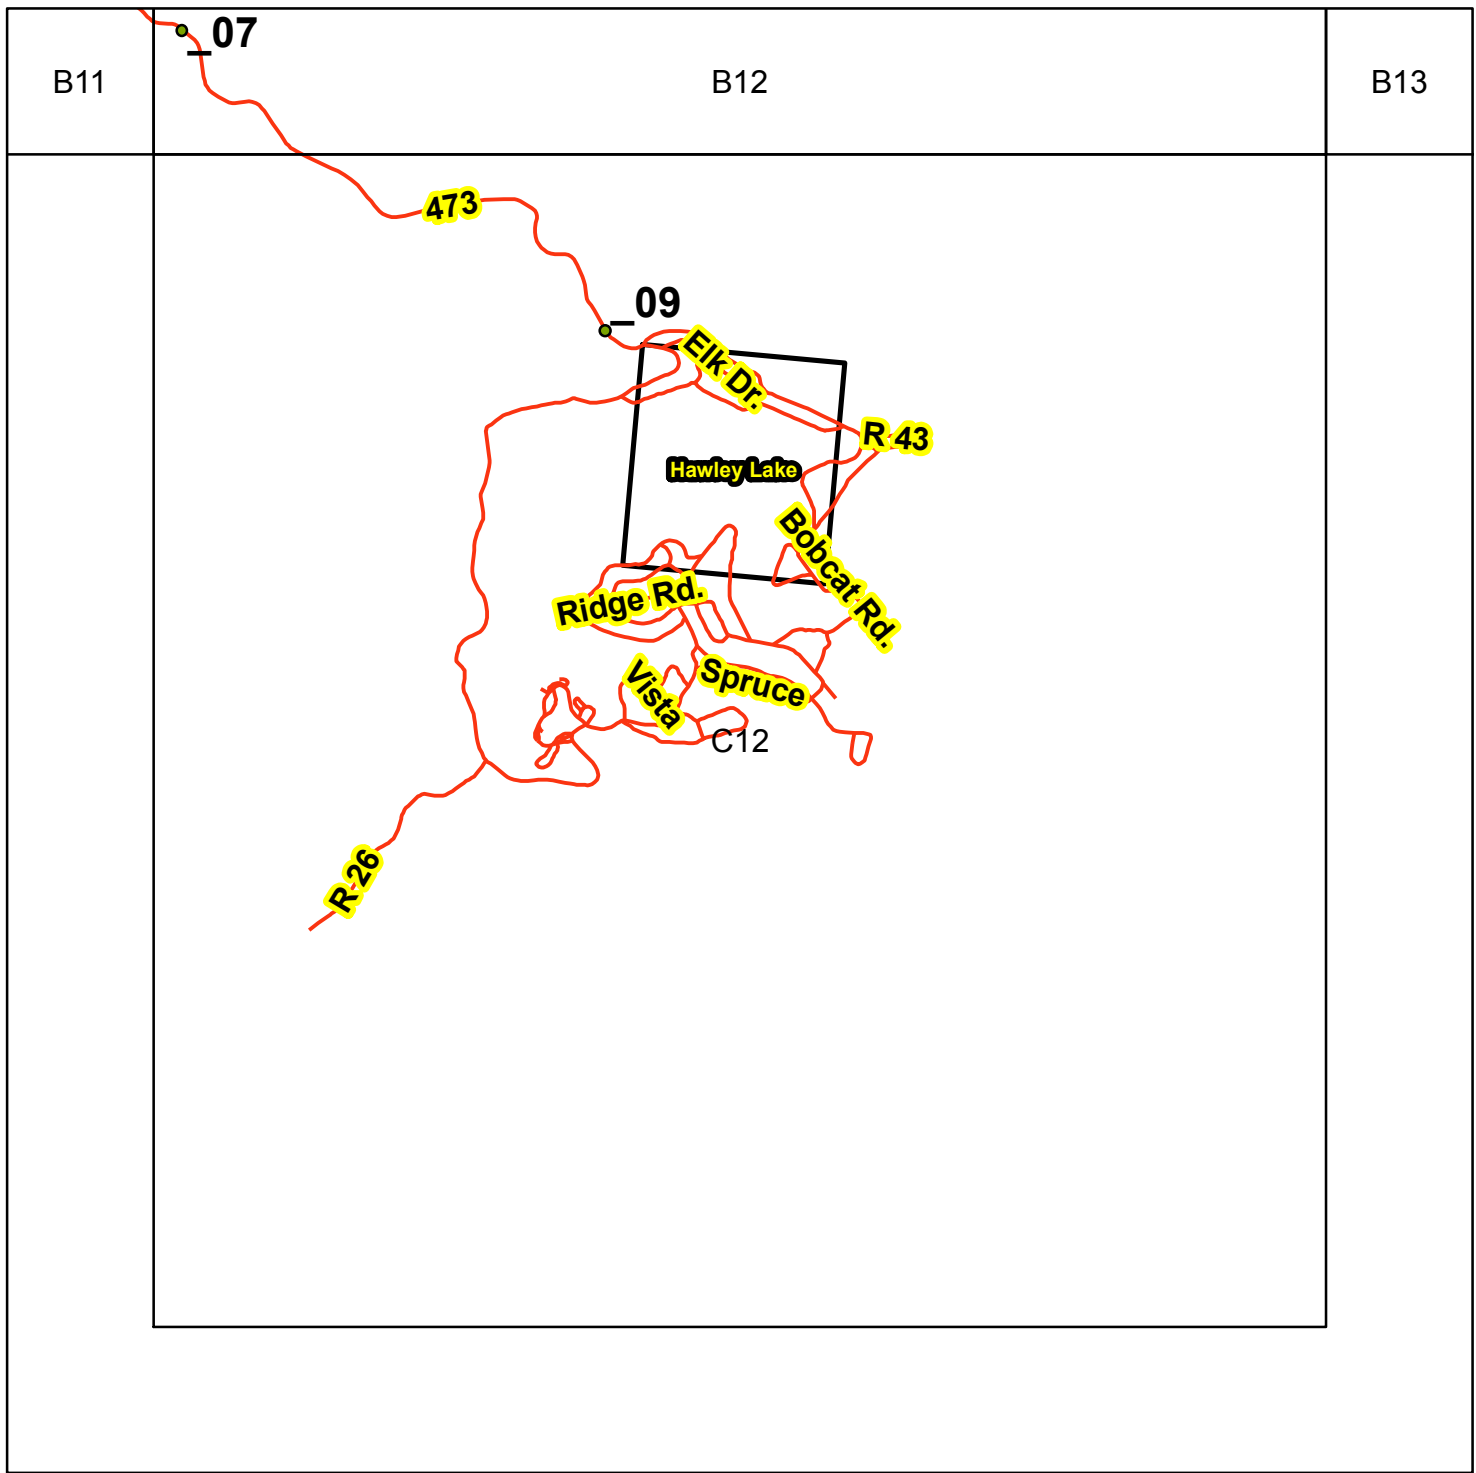 _07
B11
B12
B13
473
_09
Elk Dr.
R 43
Hawley Lake
Bobcat Rd.
Ridge Rd.
Vista
Spruce
C12
R 26